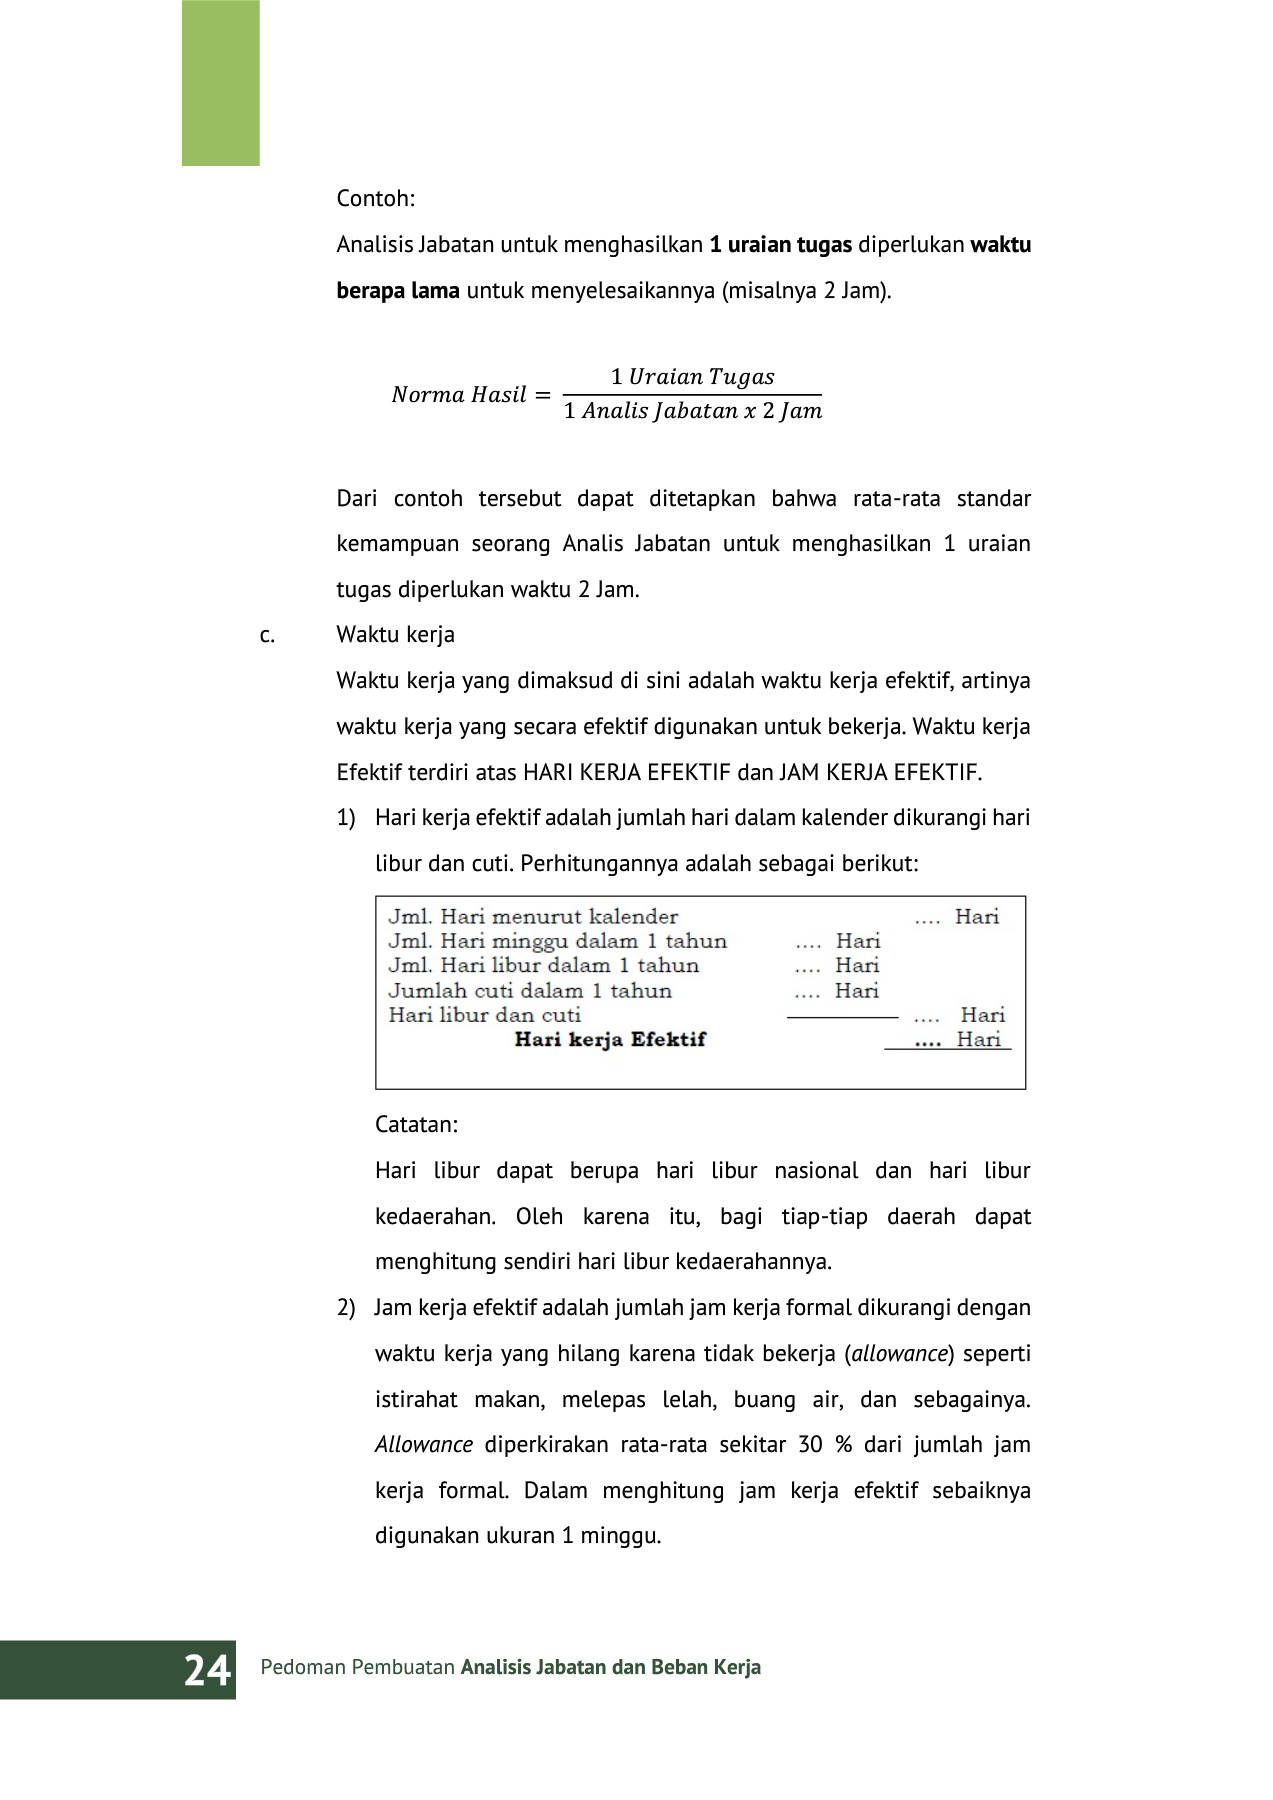 Contoh:
Analisis Jabatan untuk menghasilkan 1 uraian tugas diperlukan waktu
berapa lama untuk menyelesaikannya (misalnya 2 Jam).
Norma Hasil = 1 Uraian Tugas / 1 Analis Jabatan x 2 Jam
Dari contoh tersebut dapat ditetapkan bahwa rata-rata standar
kemampuan seorang Analis Jabatan untuk menghasilkan 1 uraian
tugas diperlukan waktu 2 Jam.
c. Waktu kerja
Waktu kerja yang dimaksud di sini adalah waktu kerja efektif, artinya
waktu kerja yang secara efektif digunakan untuk bekerja. Waktu kerja
Efektif terdiri atas HARI KERJA EFEKTIF dan JAM KERJA EFEKTIF.
1) Hari kerja efektif adalah jumlah hari dalam kalender dikurangi hari
libur dan cuti. Perhitungannya adalah sebagai berikut:
Jml. Hari menurut kalender .... Hari
Jml. Hari minggu dalam 1 tahun .... Hari
Jml. Hari libur dalam 1 tahun .... Hari
Jumlah cuti dalam 1 tahun .... Hari
Hari libur dan cuti .... Hari
Hari kerja Efektif .... Hari
Catatan:
Hari libur dapat berupa hari libur nasional dan hari libur
kedaerahan. Oleh karena itu, bagi tiap-tiap daerah dapat
menghitung sendiri hari libur kedaerahannya.
2) Jam kerja efektif adalah jumlah jam kerja formal dikurangi dengan
waktu kerja yang hilang karena tidak bekerja (allowance) seperti
istirahat makan, melepas lelah, buang air, dan sebagainya.
Allowance diperkirakan rata-rata sekitar 30 % dari jumlah jam
kerja formal. Dalam menghitung jam kerja efektif sebaiknya
digunakan ukuran 1 minggu.
24 Pedoman Pembuatan Analisis Jabatan dan Beban Kerja